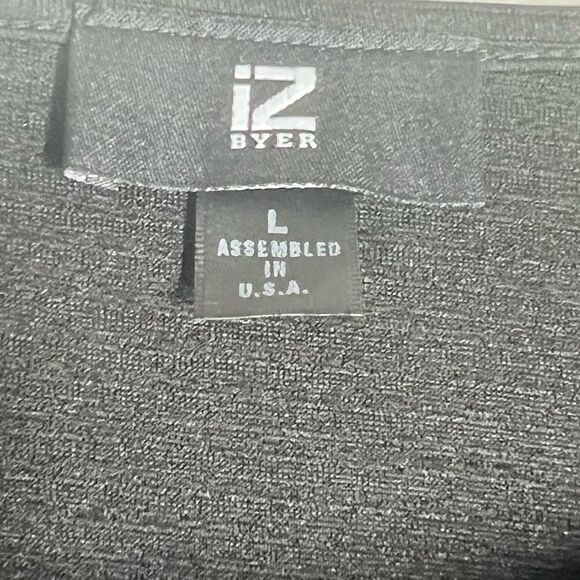 iZ
BYER
L
ASSEMBLED
IN
U.S.A.